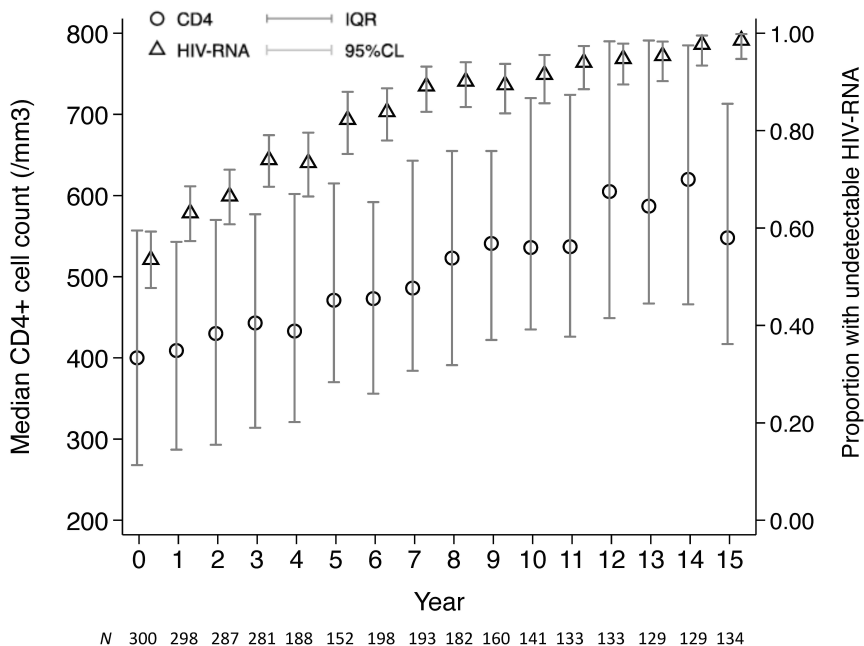 CD4 IQR
HIV-RNA 95%CL
800
700
600
500
400
300
200
Median CD4+ cell count (/mm3)
1.00
0.80
0.60
0.40
0.20
0.00
Proportion with undetectable HIV-RNA
0 1 2 3 4 5 6 7 8 9 10 11 12 13 14 15
Year
N 300 298 287 281 188 152 198 193 182 160 141 133 133 129 129 134